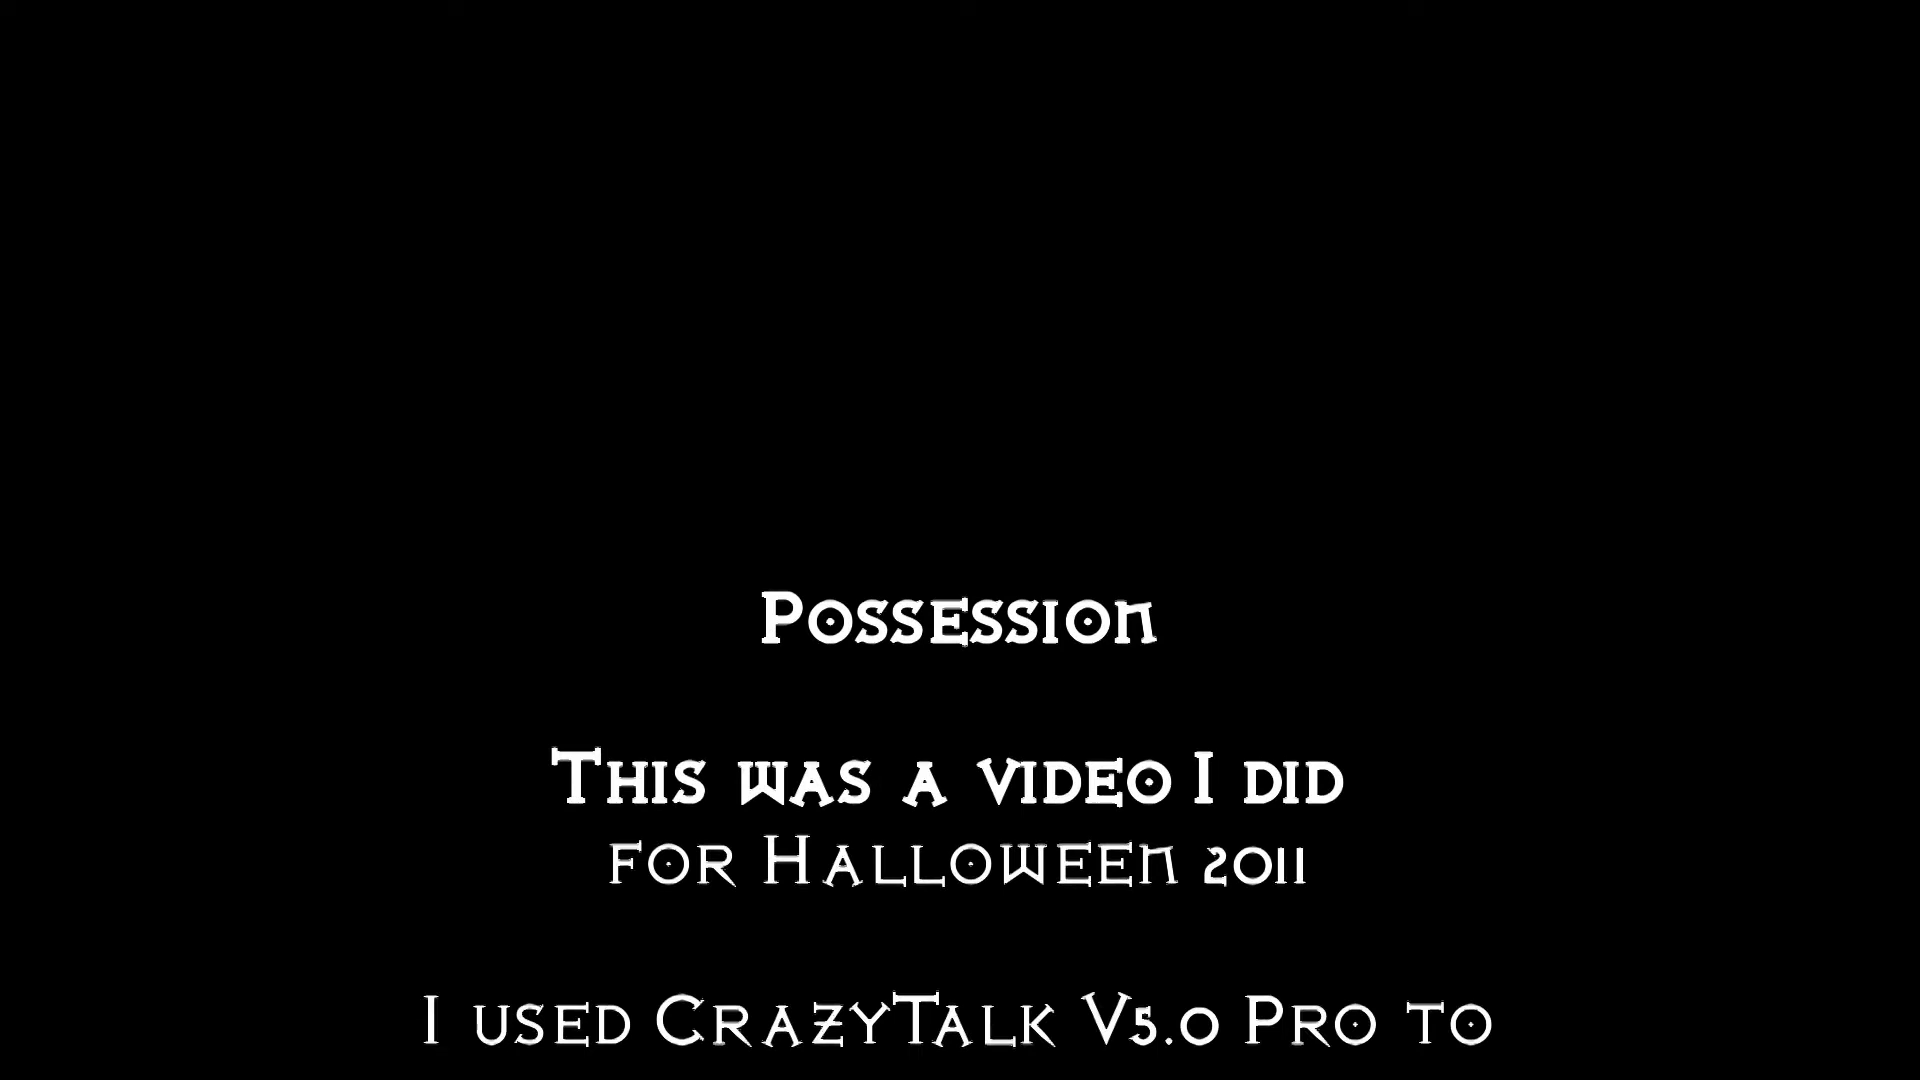 Possession
This was a video I did
for Halloween 2011
I used CrazyTalk V5.0 Pro to